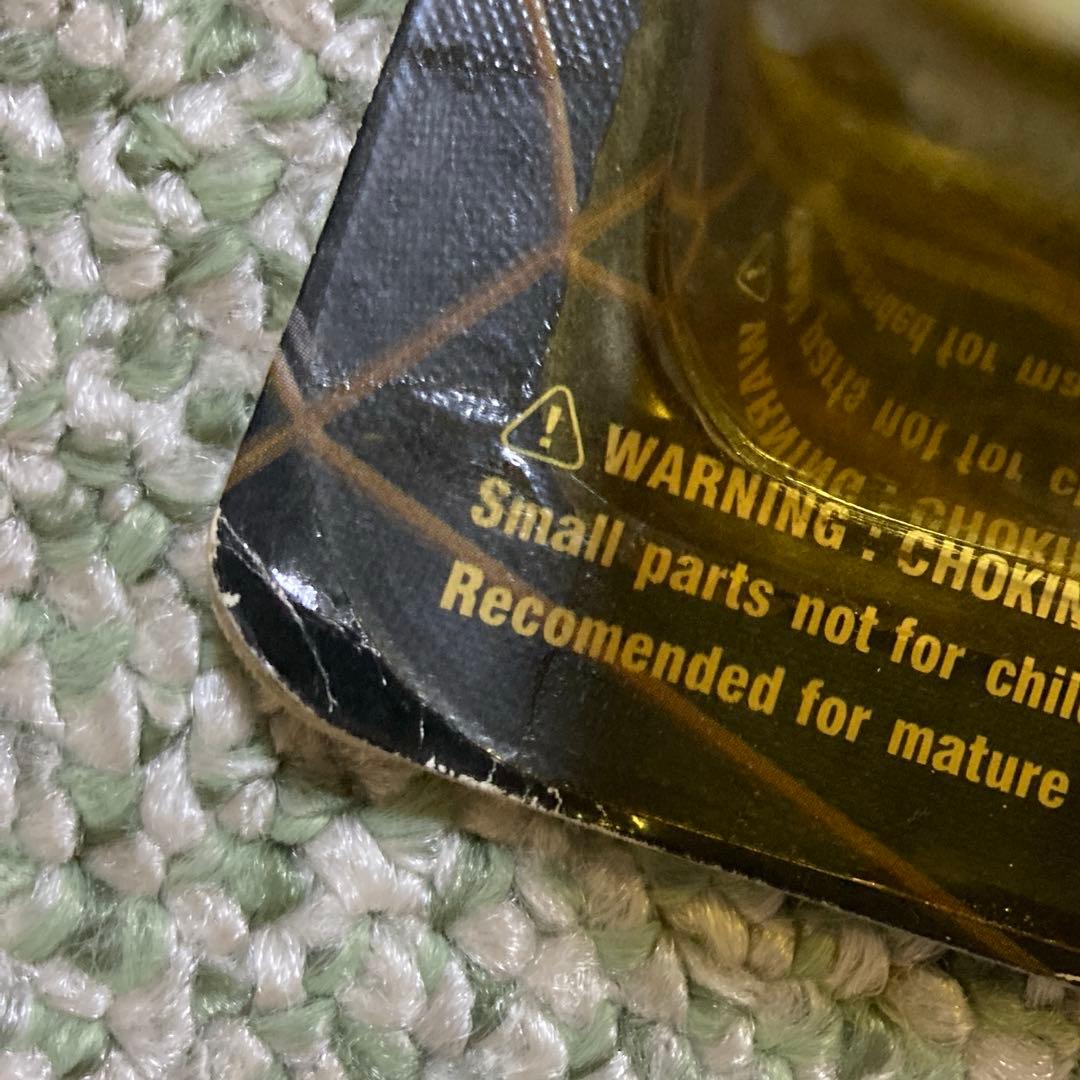 WARNING : CHOKIN
Small parts not for chil
Recomended for mature